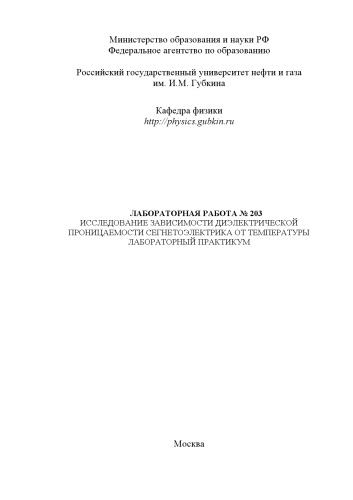 Министерство образования и науки РФ
Федеральное агентство по образованию
Российский государственный университет нефти и газа
им. И.М. Губкина
Кафедра физики
http://physics.gubkin.ru
ЛАБОРАТОРНАЯ РАБОТА № 203
ИССЛЕДОВАНИЕ ЗАВИСИМОСТИ ДИЭЛЕКТРИЧЕСКОЙ
ПРОНИЦАЕМОСТИ СЕГНЕТОЭЛЕКТРИКА ОТ ТЕМПЕРАТУРЫ
ЛАБОРАТОРНЫЙ ПРАКТИКУМ
Москва